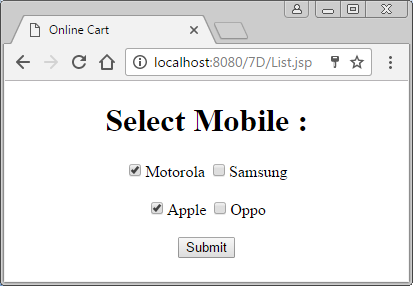 Online Cart
localhost:8080/7D/List.jsp
Select Mobile :
Motorola Samsung
Apple Oppo
Submit